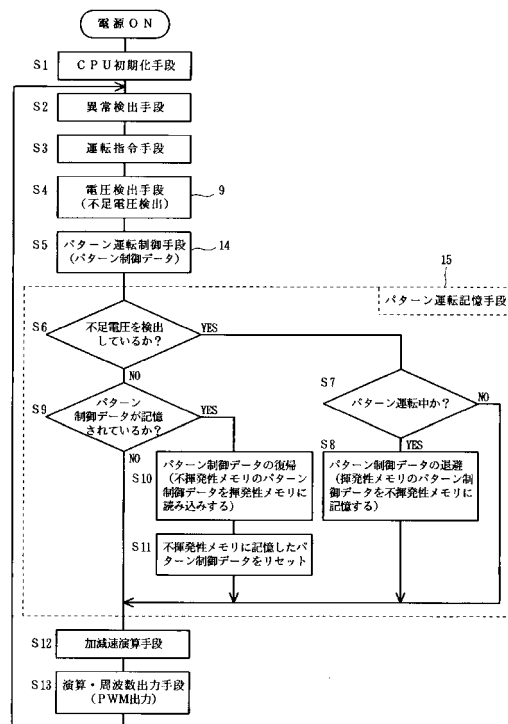 電源ON
S1
CPU初期化手段
S2
異常検出手段
S3
運転指令手段
S4
電圧検出手段
(不足電圧検出)
9
S5
パターン運転制御手段
(パターン制御データ)
14
15
パターン運転記憶手段
S6
不足電圧を検出
しているか?
YES
NO
S7
パターン運転中か?
NO
YES
S9
パターン
制御データが記憶
されているか?
YES
NO
S8
パターン制御データの退避
(揮発性メモリのパターン制
御データを不揮発性メモリに
記憶する)
S10
パターン制御データの復帰
(不揮発性メモリのパターン
制御データを揮発性メモリに
読み込みする)
S11
不揮発性メモリに記憶したパ
ターン制御データをリセット
S12
加減速演算手段
S13
演算・周波数出力手段
(PWM出力)